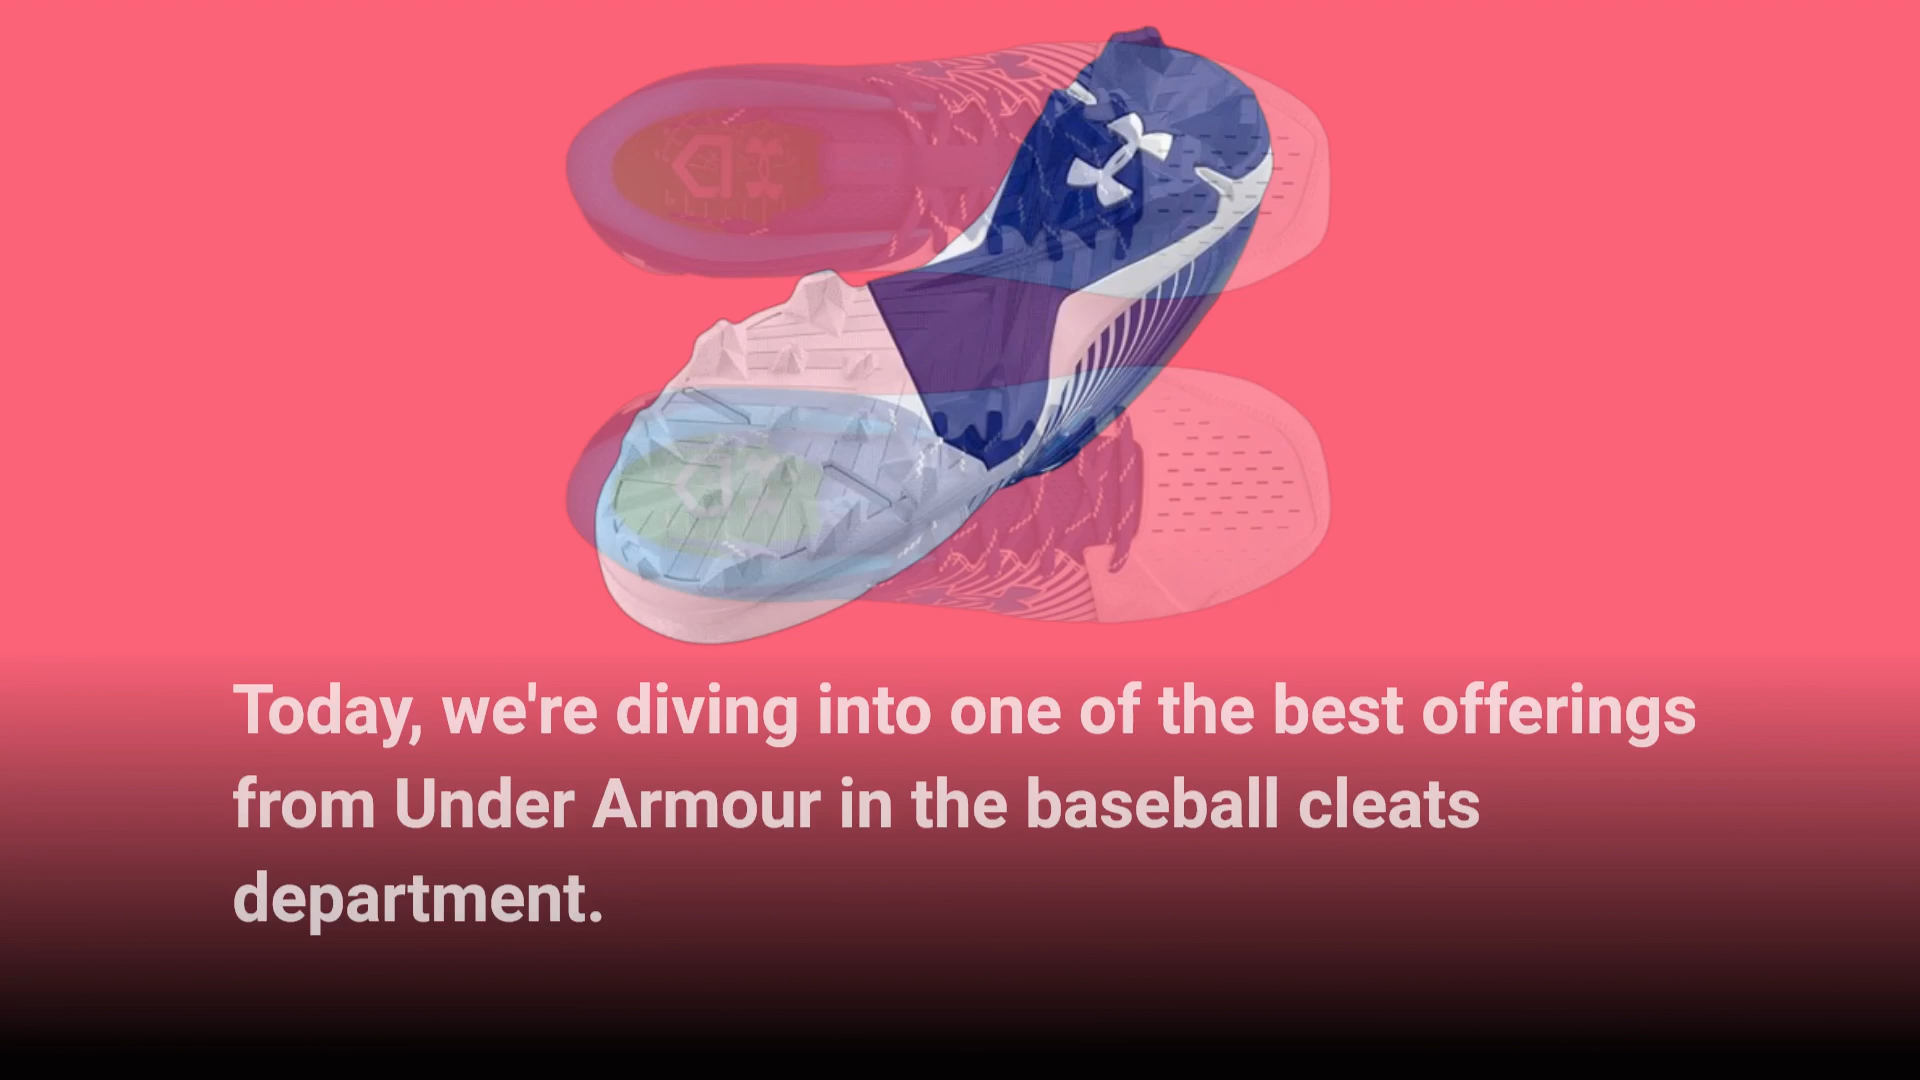 Today, we're diving into one of the best offerings
from Under Armour in the baseball cleats
department.